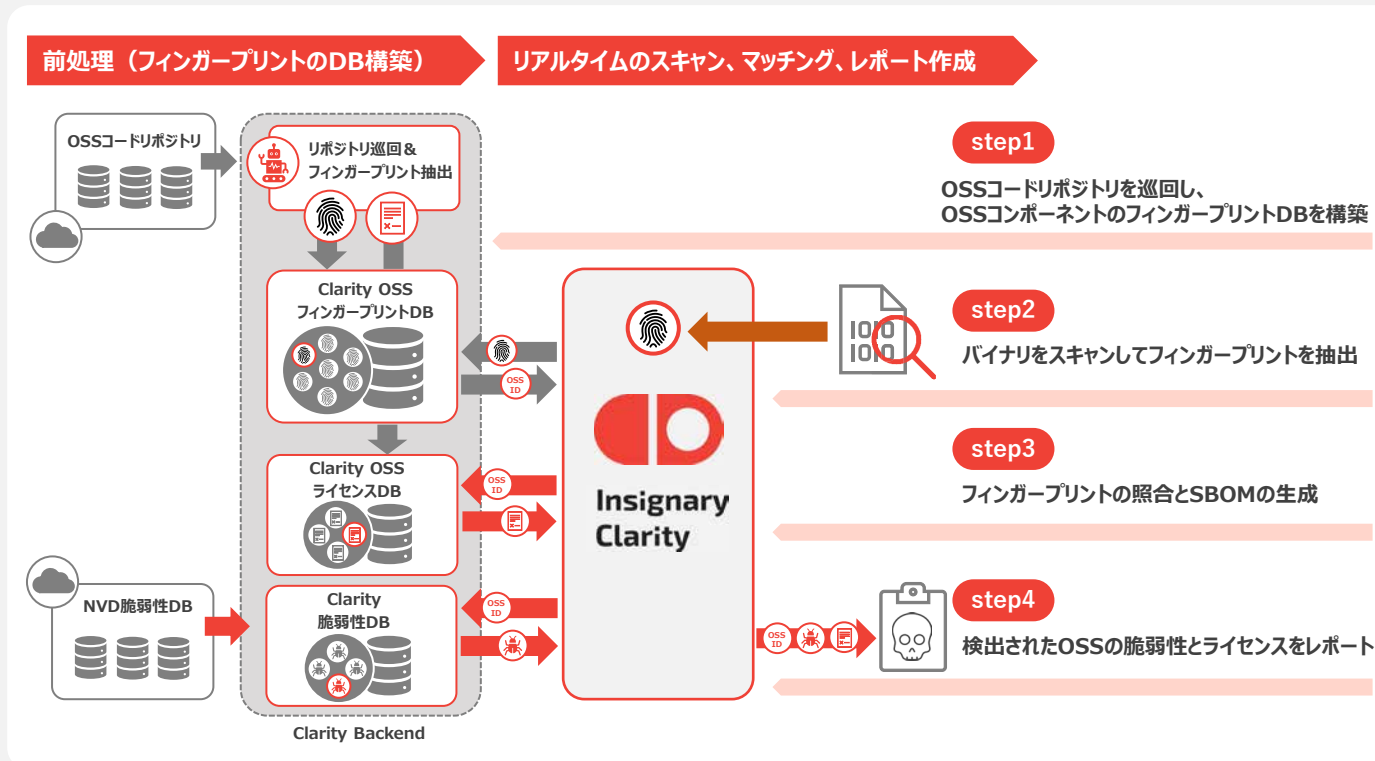 前処理（フィンガープリントのDB構築）
リアルタイムのスキャン、マッチング、レポート作成
OSSコードリポジトリ
リポジトリ巡回＆
フィンガープリント抽出
step1
OSSコードリポジトリを巡回し、
OSSコンポーネントのフィンガープリントDBを構築
Clarity OSS
フィンガープリントDB
OSS
ID
1010
1010
step2
バイナリをスキャンしてフィンガープリントを抽出
Insignary
Clarity
Clarity OSS
ライセンスDB
OSS
ID
step3
フィンガープリントの照合とSBOMの生成
NVD脆弱性DB
Clarity
脆弱性DB
OSS
ID
OSS
ID
step4
検出されたOSSの脆弱性とライセンスをレポート
Clarity Backend